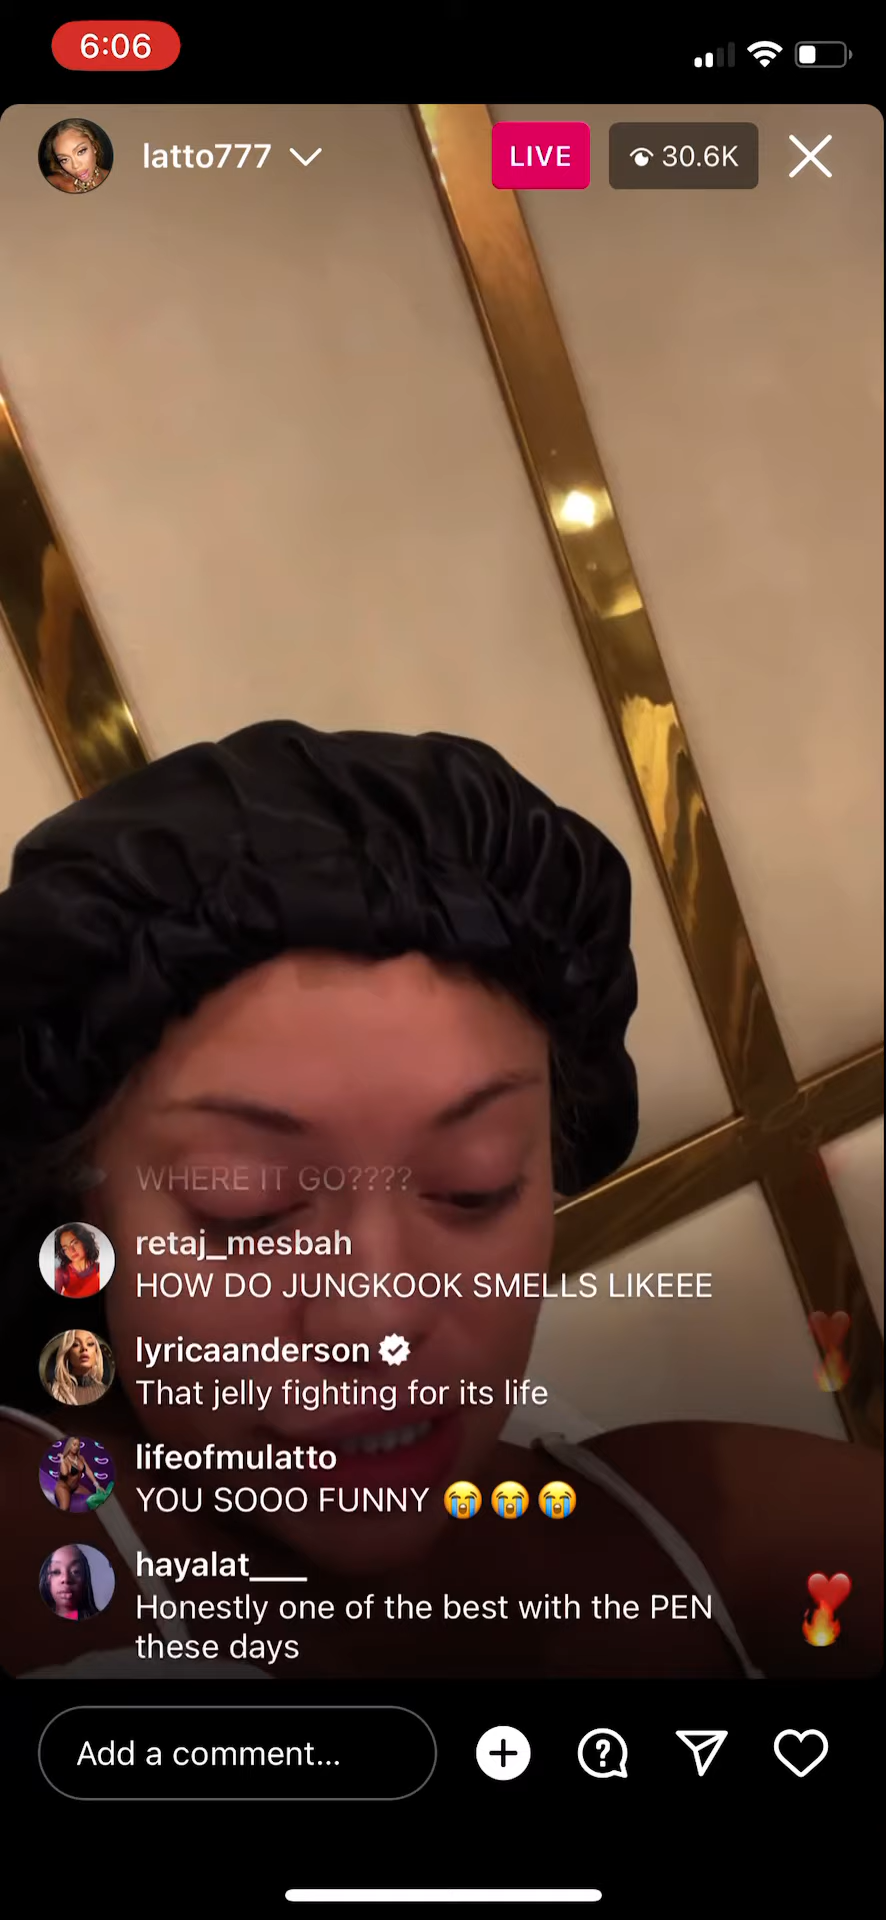 6:06
latto777
LIVE
30.6K
WHERE IT GO????
retaj_mesbah
HOW DO JUNGKOOK SMELLS LIKEEE
lyricaanderson
That jelly fighting for its life
lifeofmulatto
YOU SOOO FUNNY 😭😭😭
hayalat___
Honestly one of the best with the PEN
these days
Add a comment...